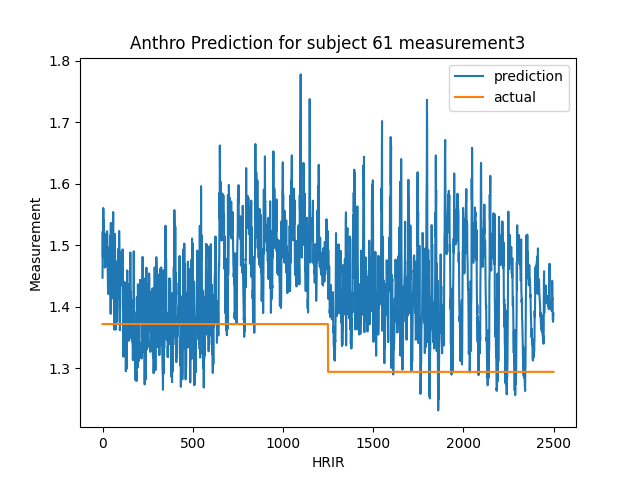 Anthro Prediction for subject 61 measurement3
prediction
actual
Measurement
1.8
1.7
1.6
1.5
1.4
1.3
0
500
1000
1500
2000
2500
HRIR